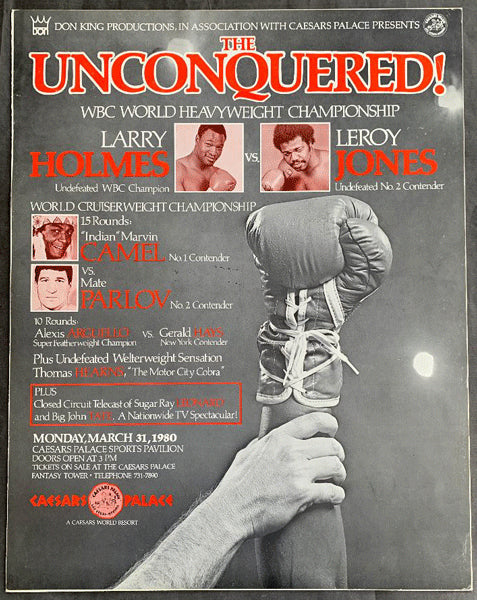 DON
DON KING PRODUCTIONS, IN ASSOCIATION WITH CAESARS PALACE PRESENTS
THE
UNCONQUERED!
WBC WORLD HEAVYWEIGHT CHAMPIONSHIP
LARRY
HOLMES
Undefeated WBC Champion
VS.
LEROY
JONES
Undefeated No. 2 Contender
WORLD CRUISERWEIGHT CHAMPIONSHIP
15 Rounds:
"Indian" Marvin
CAMEL No. 1 Contender
vs.
Mate
PARLOV No. 2 Contender
10 Rounds:
Alexis ARGUELLO vs. Gerald HAYS
Super Featherweight Champion New York Contender
Plus Undefeated Welterweight Sensation
Thomas HEARNS, "The Motor City Cobra"
PLUS
Closed Circuit Telecast of Sugar Ray LEONARD
and Big John TATE. A Nationwide TV Spectacular!
MONDAY, MARCH 31, 1980
CAESARS PALACE SPORTS PAVILION
DOORS OPEN AT 3 PM
TICKETS ON SALE AT THE CAESARS PALACE
FANTASY TOWER • TELEPHONE 731-7890
CAESARS PALACE
A CAESARS WORLD RESORT